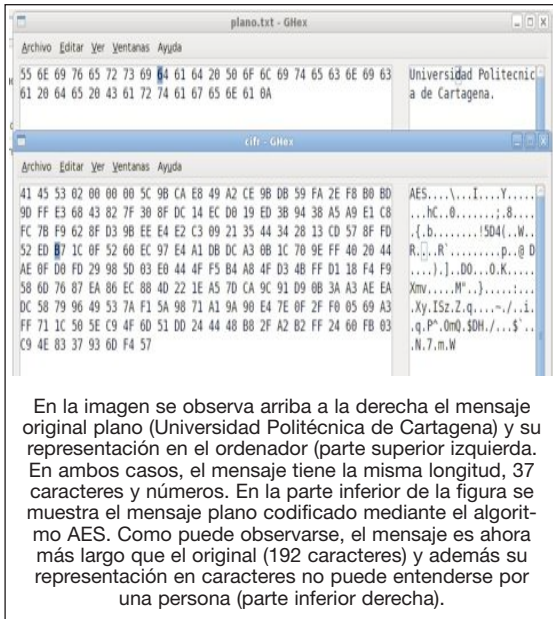 plano.txt - GHex
Archivo Editar Ver Ventanas Ayuda
55 6E 69 76 65 72 73 69 64 61 64 20 50 6F 6C 69 74 65 63 6E 69 63 Universidad Politecnic
61 20 64 65 20 43 61 72 74 61 67 65 6E 61 0A a de Cartagena.
cifr - GHex
Archivo Editar Ver Ventanas Ayuda
41 45 53 02 00 00 00 5C 9B CA E8 49 A2 CE 9B DB 59 FA 2E F8 B0 BD AES....\...I....Y.....
9D FF E3 68 43 82 7F 30 8F DC 14 EC D0 19 ED 3B 94 38 A5 A9 E1 C8 ...hC..0.......;.8....
FC 7B F9 62 8F D3 9B EE E4 E2 C3 09 21 35 44 34 28 13 CD 57 8F FD .{.b........!5D4(..W..
52 ED B7 1C 0F 52 60 EC 97 E4 A1 DB DC A3 0B 1C 70 9E FF 40 20 44 R....R`.........p..@ D
AE 0F D0 FD 29 98 5D 03 E0 44 4F F5 B4 A8 4F D3 4B FF D1 18 F4 F9 ....).]..DO...O.K.....
58 6D 76 87 EA 86 EC 88 4D 22 1E A5 7D CA 9C 91 D9 0B 3A A3 AE EA Xmv.....M"..}.....:...
DC 58 79 96 49 53 7A F1 5A 98 71 A1 9A 90 E4 7E 0F 2F F0 05 69 A3 .Xy.ISz.Z.q....~./..i.
FF 71 1C 50 5E C9 4F 6D 51 DD 24 44 48 B8 2F A2 B2 FF 24 60 FB 03 .q.P^.OmQ.$DH./...$`..
C9 4E 83 37 93 6D F4 57 .N.7.m.W
En la imagen se observa arriba a la derecha el mensaje
original plano (Universidad Politécnica de Cartagena) y su
representación en el ordenador (parte superior izquierda.
En ambos casos, el mensaje tiene la misma longitud, 37
caracteres y números. En la parte inferior de la figura se
muestra el mensaje plano codificado mediante el algorit-
mo AES. Como puede observarse, el mensaje es ahora
más largo que el original (192 caracteres) y además su
representación en caracteres no puede entenderse por
una persona (parte inferior derecha).